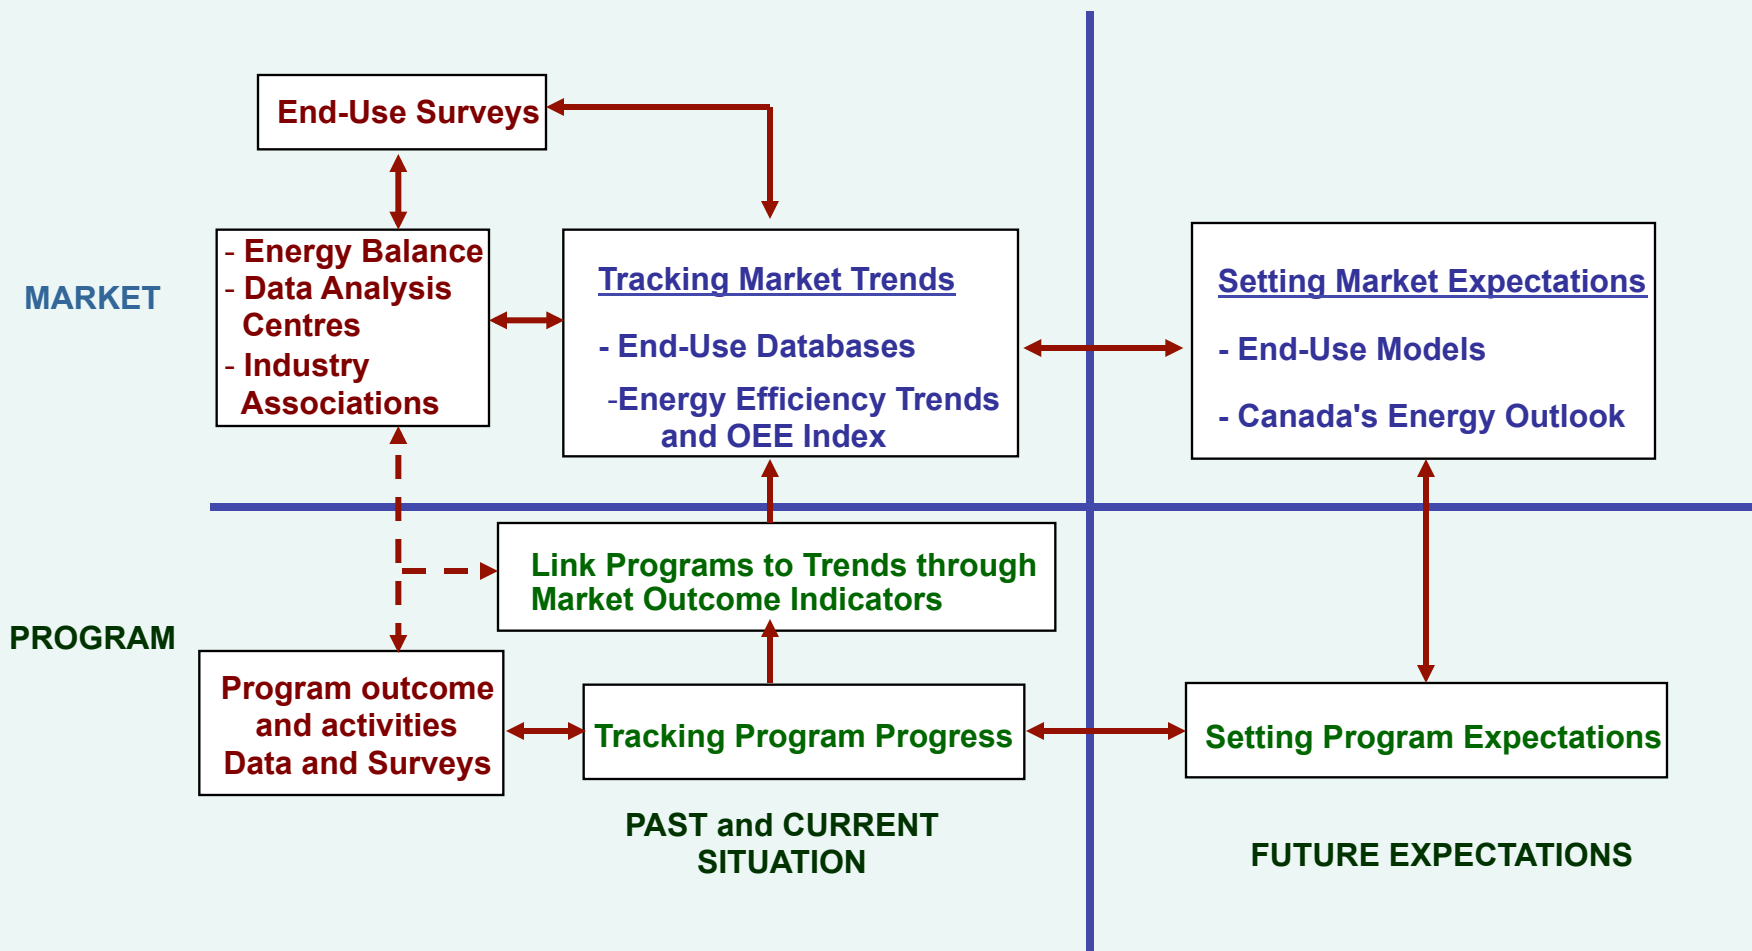 End-Use Surveys
MARKET
- Energy Balance
- Data Analysis
Centres
- Industry
Associations
Tracking Market Trends
- End-Use Databases
-Energy Efficiency Trends
and OEE Index
Setting Market Expectations
- End-Use Models
- Canada's Energy Outlook
PROGRAM
Link Programs to Trends through
Market Outcome Indicators
Program outcome
and activities
Data and Surveys
Tracking Program Progress
Setting Program Expectations
PAST and CURRENT
SITUATION
FUTURE EXPECTATIONS